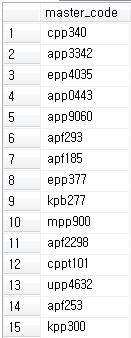 master_code
1 cpp340
2 app3342
3 epp4035
4 app0443
5 app9060
6 apf293
7 apf185
8 epp377
9 kpb277
10 mpp900
11 apf2298
12 cppt101
13 upp4632
14 apf253
15 kpp300